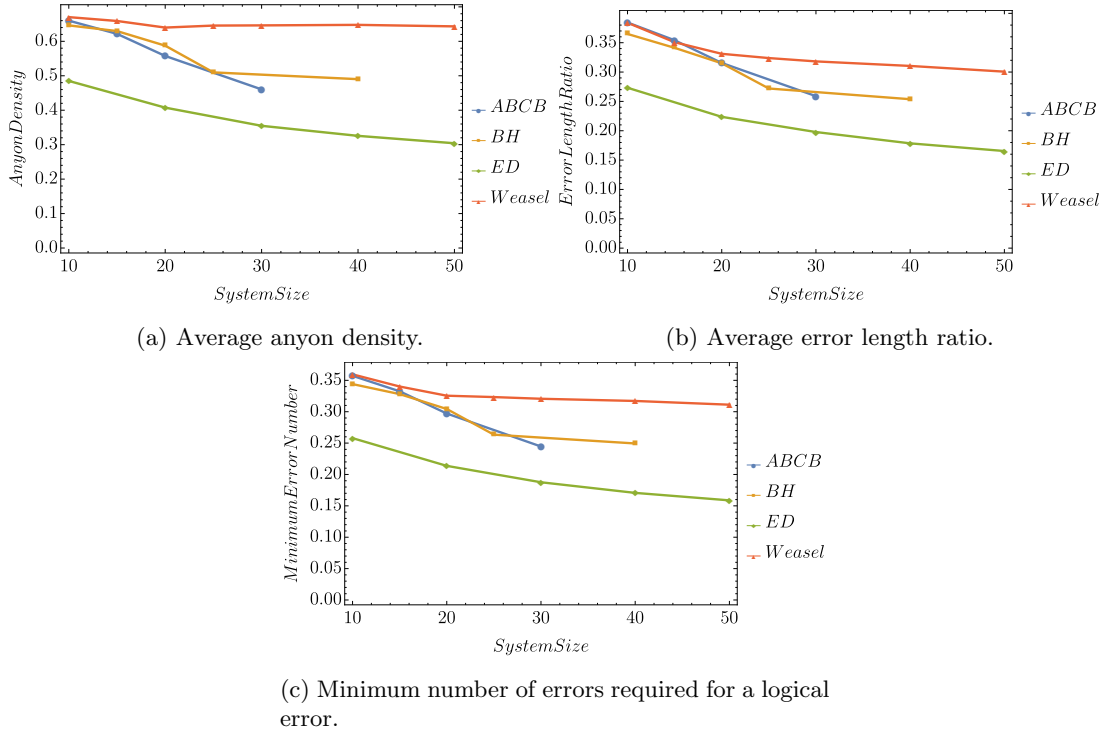 AnyonDensity
0.6
0.5
0.4
0.3
0.2
0.1
0.0
10 20 30 40 50
SystemSize
ABCB
BH
ED
Weasel
(a) Average anyon density.
ErrorLengthRatio
0.35
0.30
0.25
0.20
0.15
0.10
0.05
0.00
10 20 30 40 50
SystemSize
ABCB
BH
ED
Weasel
(b) Average error length ratio.
MinimumErrorNumber
0.35
0.30
0.25
0.20
0.15
0.10
0.05
0.00
10 20 30 40 50
SystemSize
ABCB
BH
ED
Weasel
(c) Minimum number of errors required for a logical
error.